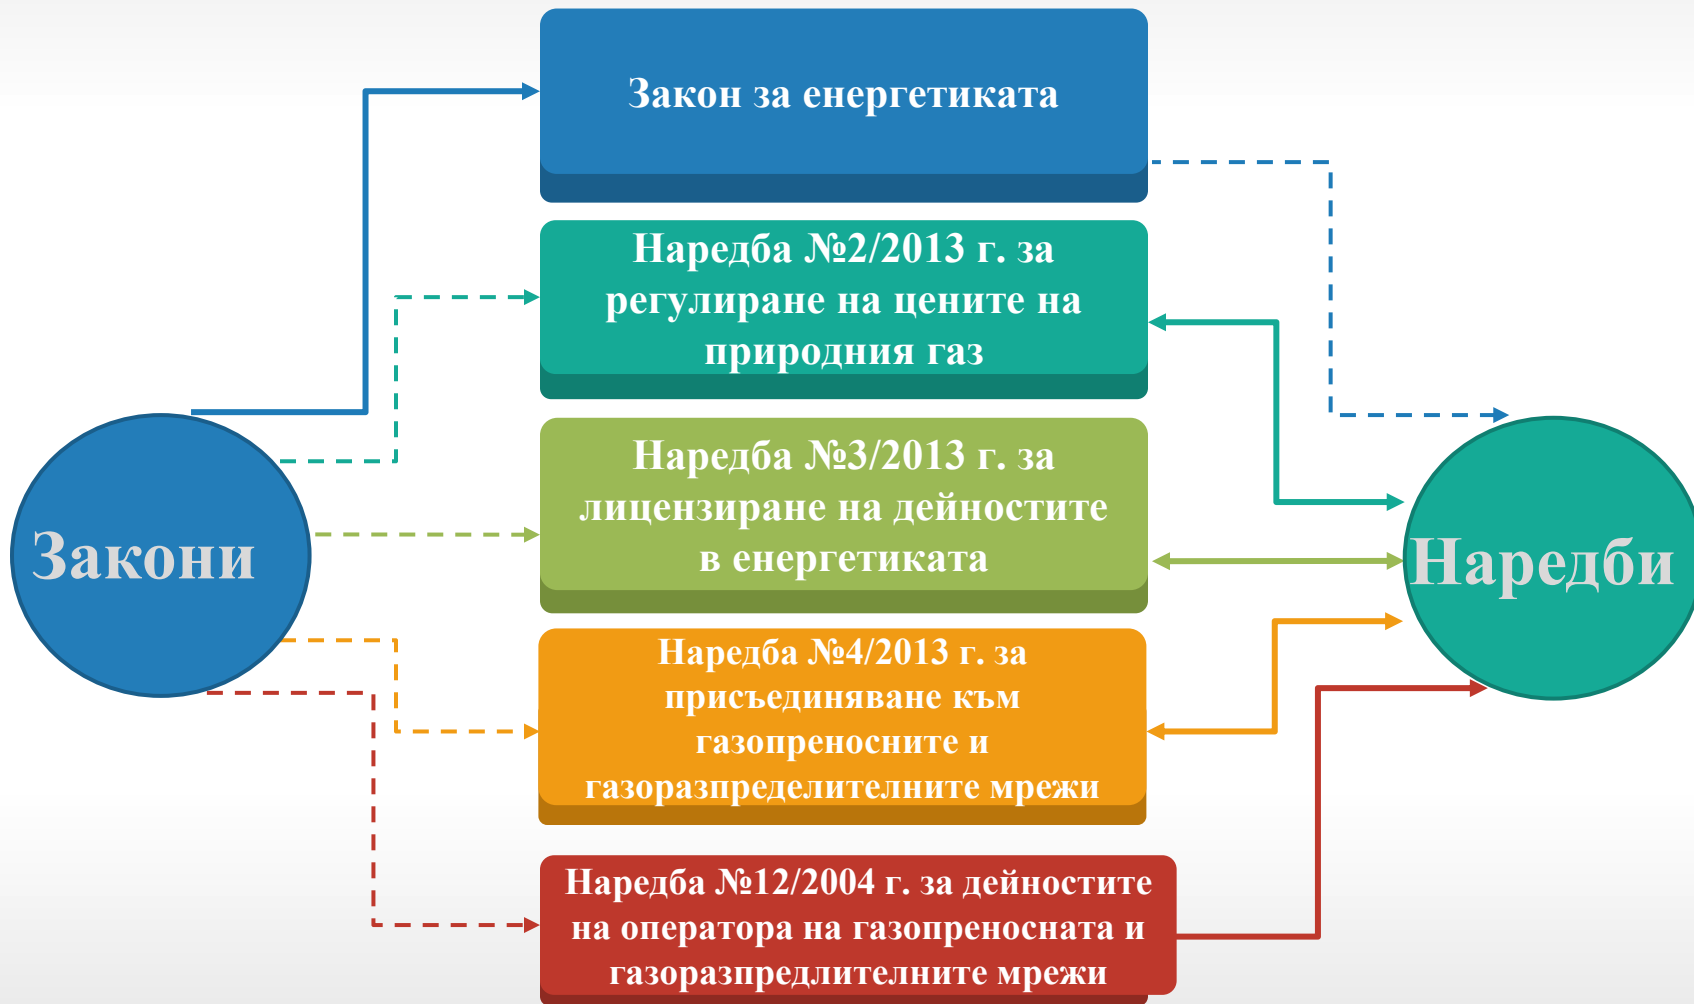 Закон за енергетиката
Наредба №2/2013 г. за
регулиране на цените на
природния газ
Наредба №3/2013 г. за
лицензиране на дейностите
в енергетиката
Закони
Наредби
Наредба №4/2013 г. за
присъединяване към
газопреносните и
газоразпределителните мрежи
Наредба №12/2004 г. за дейностите
на оператора на газопреносната и
газоразпредлителните мрежи